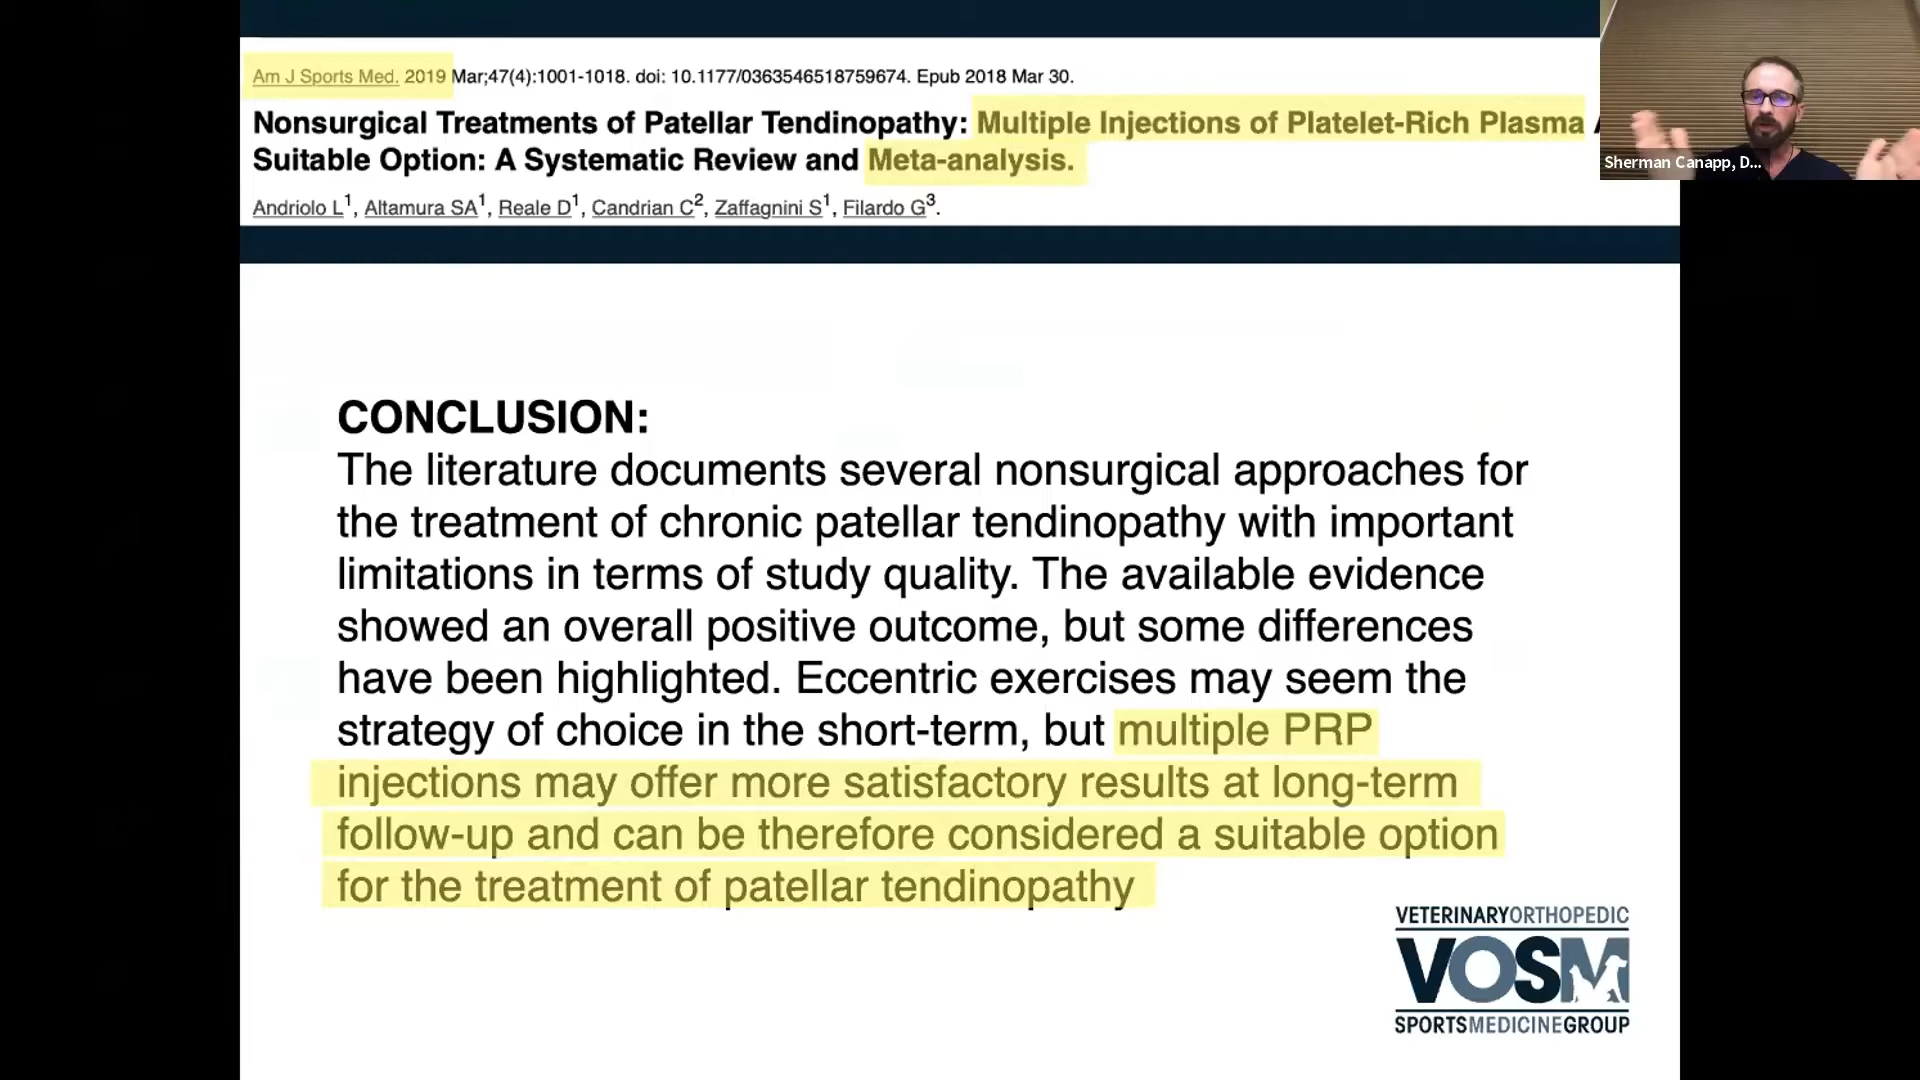 Am J Sports Med. 2019 Mar;47(4):1001-1018. doi: 10.1177/0363546518759674. Epub 2018 Mar 30.
Nonsurgical Treatments of Patellar Tendinopathy: Multiple Injections of Platelet-Rich Plasma
Suitable Option: A Systematic Review and Meta-analysis.
Andriolo L1, Altamura SA1, Reale D1, Candrian C2, Zaffagnini S1, Filardo G3.
Sherman Canapp, D...
CONCLUSION:
The literature documents several nonsurgical approaches for
the treatment of chronic patellar tendinopathy with important
limitations in terms of study quality. The available evidence
showed an overall positive outcome, but some differences
have been highlighted. Eccentric exercises may seem the
strategy of choice in the short-term, but multiple PRP
injections may offer more satisfactory results at long-term
follow-up and can be therefore considered a suitable option
for the treatment of patellar tendinopathy
VETERINARYORTHOPEDIC
VOSM
SPORTSMEDICINEGROUP